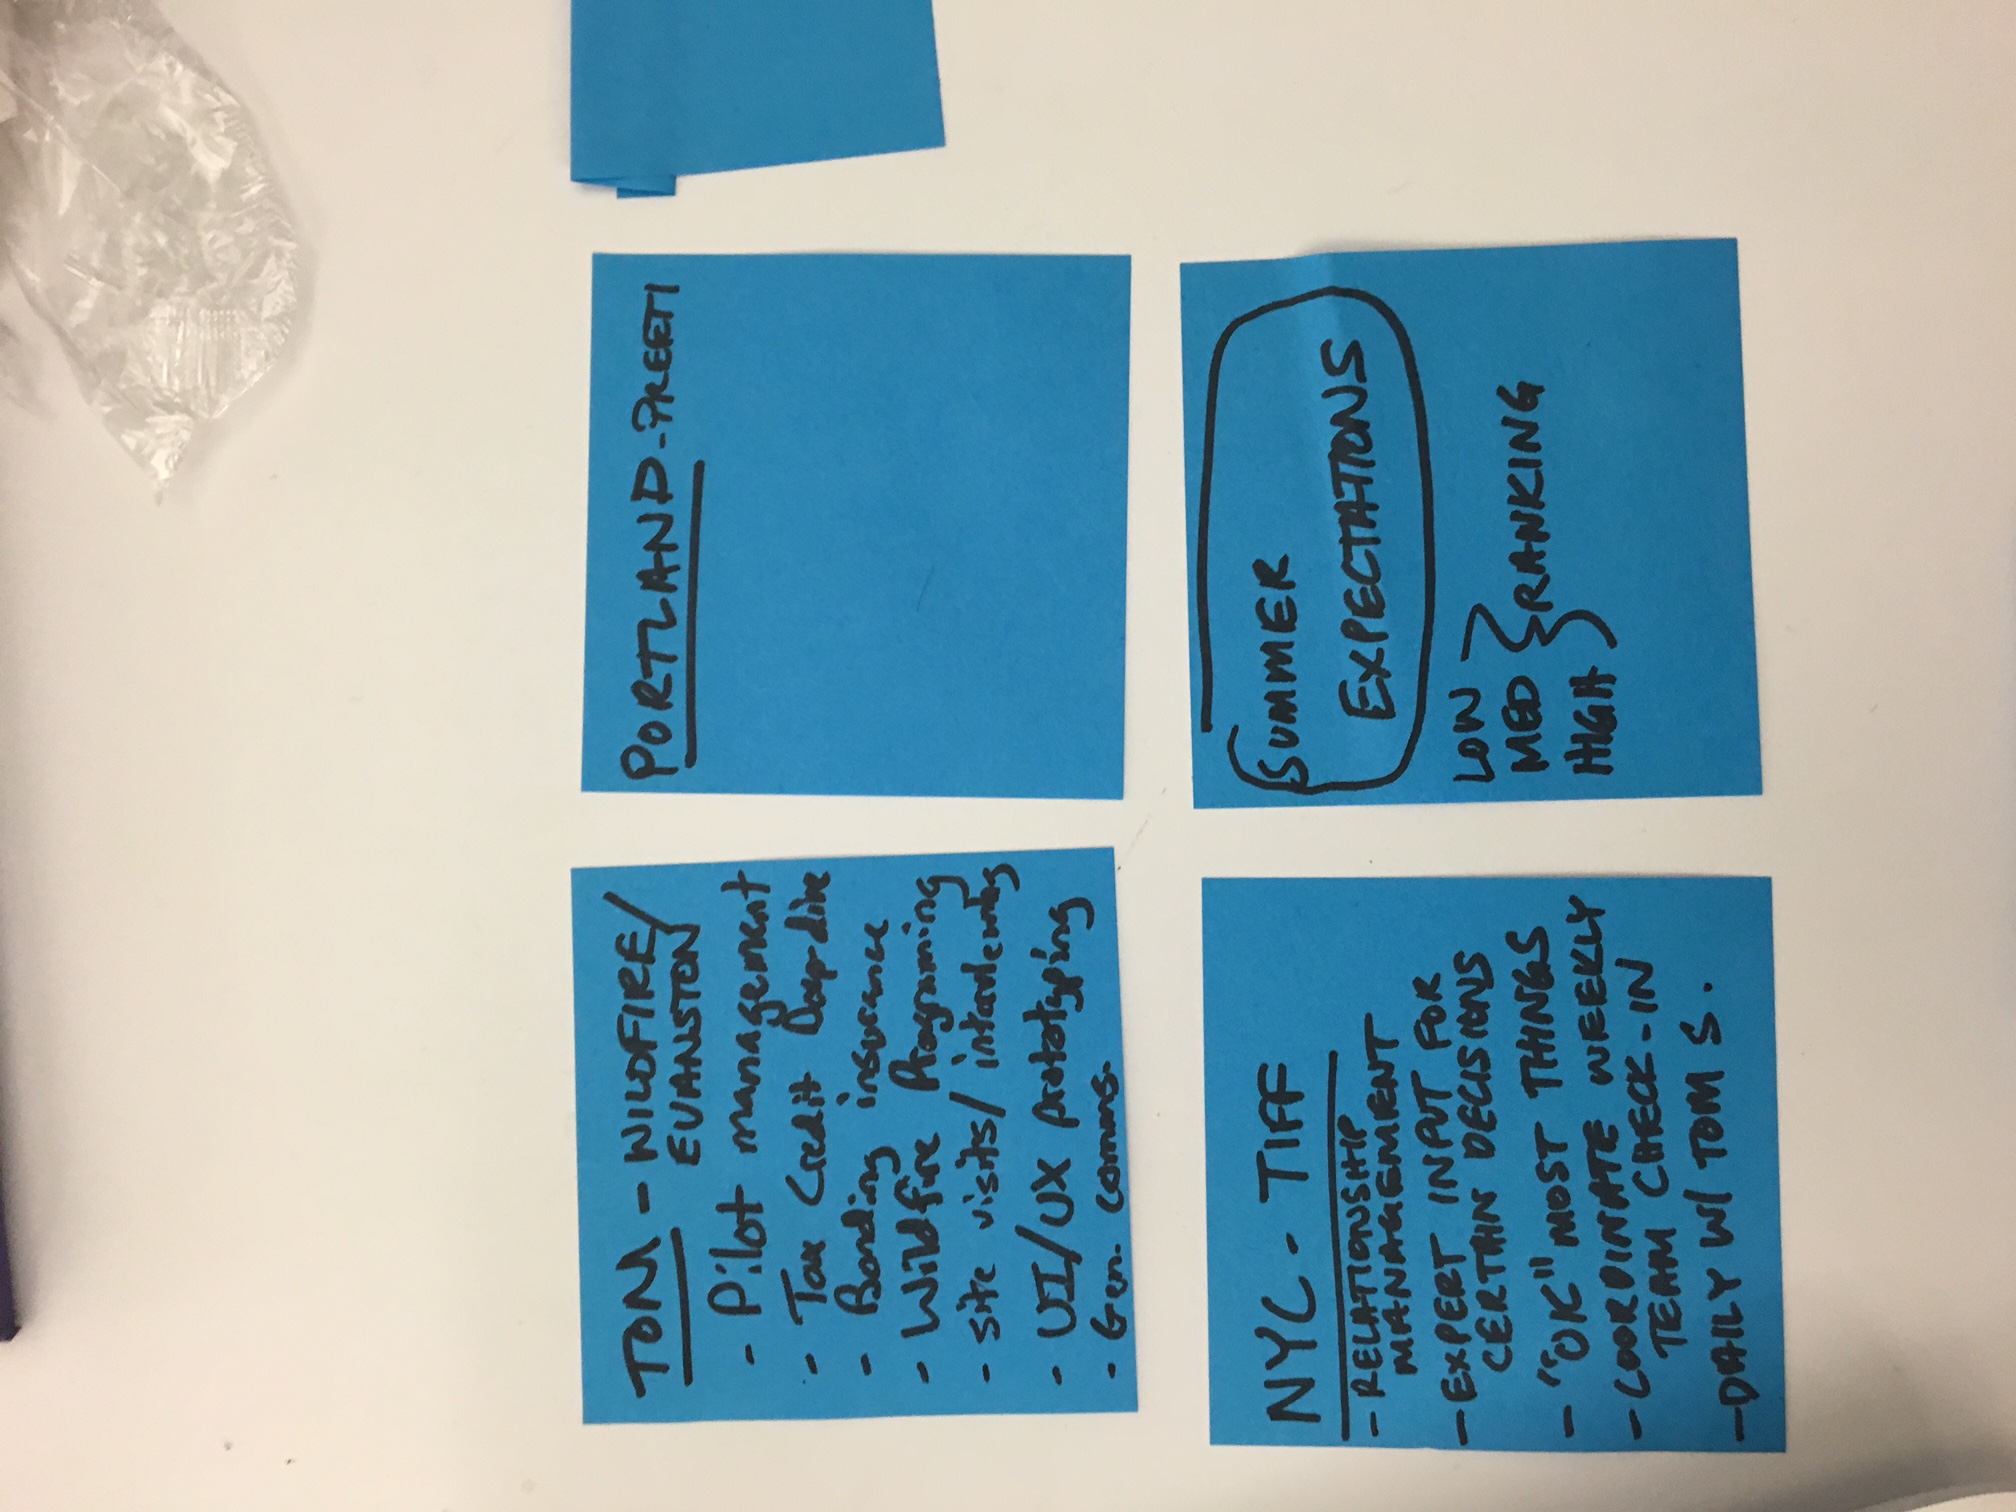 TOM - WILDFIRE/
EVANSTON
- Pilot management
- Tax Credit Deep-dive
- Bonding insurance
- Wildfire Programing
- site visits/ interviewing
- UI/UX prototyping
- Gen. comms.
PORTLAND - PREETI
NYC - TIFF
- RELATIONSHIP
MANAGEMENT
- EXPERT INPUT FOR
CERTAIN DECISIONS
- "OK" MOST THINGS
- COORDINATE WEEKLY
TEAM CHECK-IN
- DAILY W/ TOM S.
SUMMER
EXPECTATIONS
LOW
MED } RANKING
HIGH